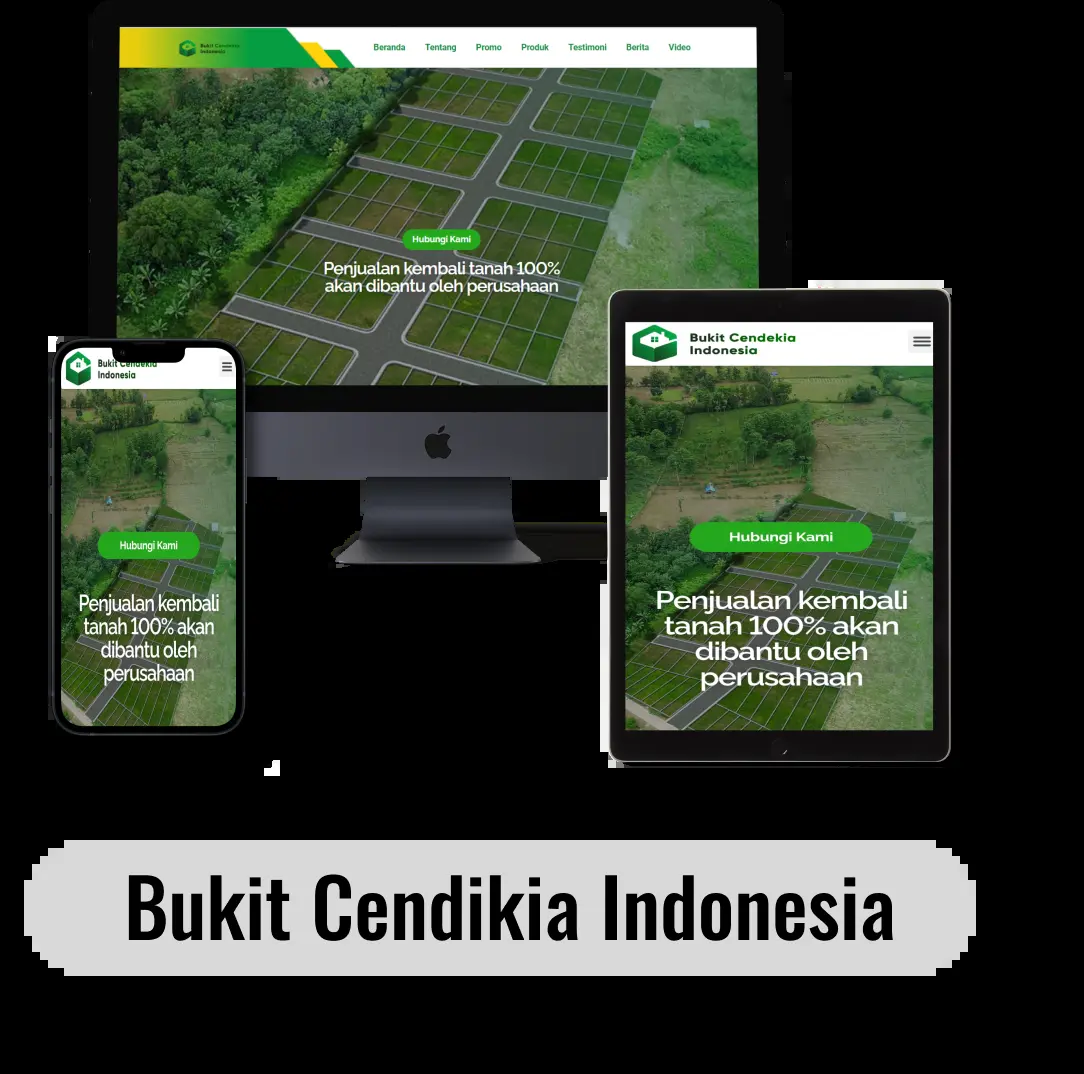 Bukit Cendekia
Indonesia
Beranda Tentang Promo Produk Testimoni Berita Video
Hubungi Kami
Penjualan kembali tanah 100%
akan dibantu oleh perusahaan
Bukit Cendekia
Indonesia
Hubungi Kami
Penjualan kembali
tanah 100% akan
dibantu oleh
perusahaan
Bukit Cendekia
Indonesia
Hubungi Kami
Penjualan kembali
tanah 100% akan
dibantu oleh
perusahaan
Bukit Cendikia Indonesia